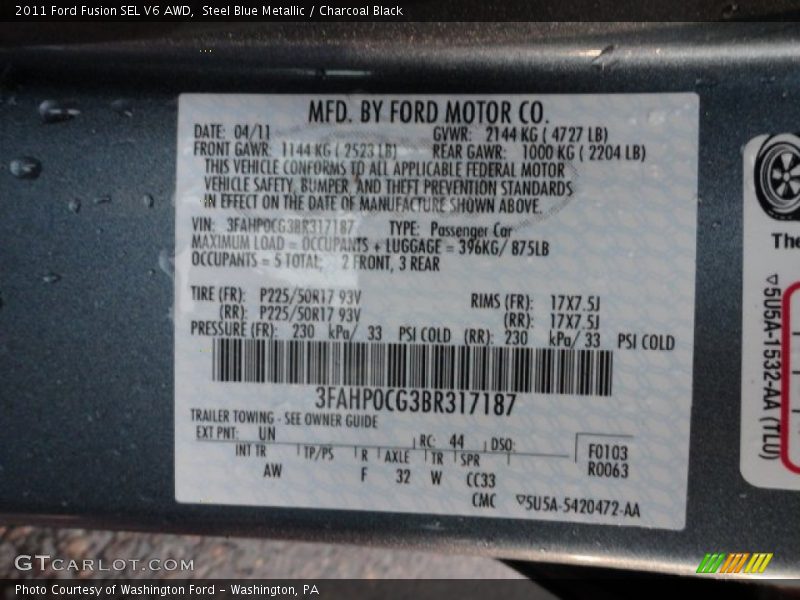 2011 Ford Fusion SEL V6 AWD, Steel Blue Metallic / Charcoal Black
MFD. BY FORD MOTOR CO.
DATE: 04/11 GVWR: 2144 KG ( 4727 LB)
FRONT GAWR: 1144 KG ( 2523 LB) REAR GAWR: 1000 KG ( 2204 LB)
THIS VEHICLE CONFORMS TO ALL APPLICABLE FEDERAL MOTOR
VEHICLE SAFETY, BUMPER, AND THEFT PREVENTION STANDARDS
IN EFFECT ON THE DATE OF MANUFACTURE SHOWN ABOVE.
VIN: 3FAHP0CG3BR317187 TYPE: Passenger Car
MAXIMUM LOAD = OCCUPANTS + LUGGAGE = 396KG/ 875LB
OCCUPANTS = 5 TOTAL, 2 FRONT, 3 REAR
TIRE (FR): P225/50R17 93V RIMS (FR): 17X7.5J
(RR): P225/50R17 93V (RR): 17X7.5J
PRESSURE (FR): 230 kPa/ 33 PSI COLD (RR): 230 kPa/ 33 PSI COLD
3FAHP0CG3BR317187
TRAILER TOWING - SEE OWNER GUIDE
EXT PNT: UN RC: 44 DSO:
INT TR TP/PS R AXLE TR SPR
AW F 32 W CC33
F0103
R0063
CMC ▽5U5A-5420472-AA
The
▽5U5A-1532-AA (TLU)
GTCARLOT.COM
Photo Courtesy of Washington Ford - Washington, PA